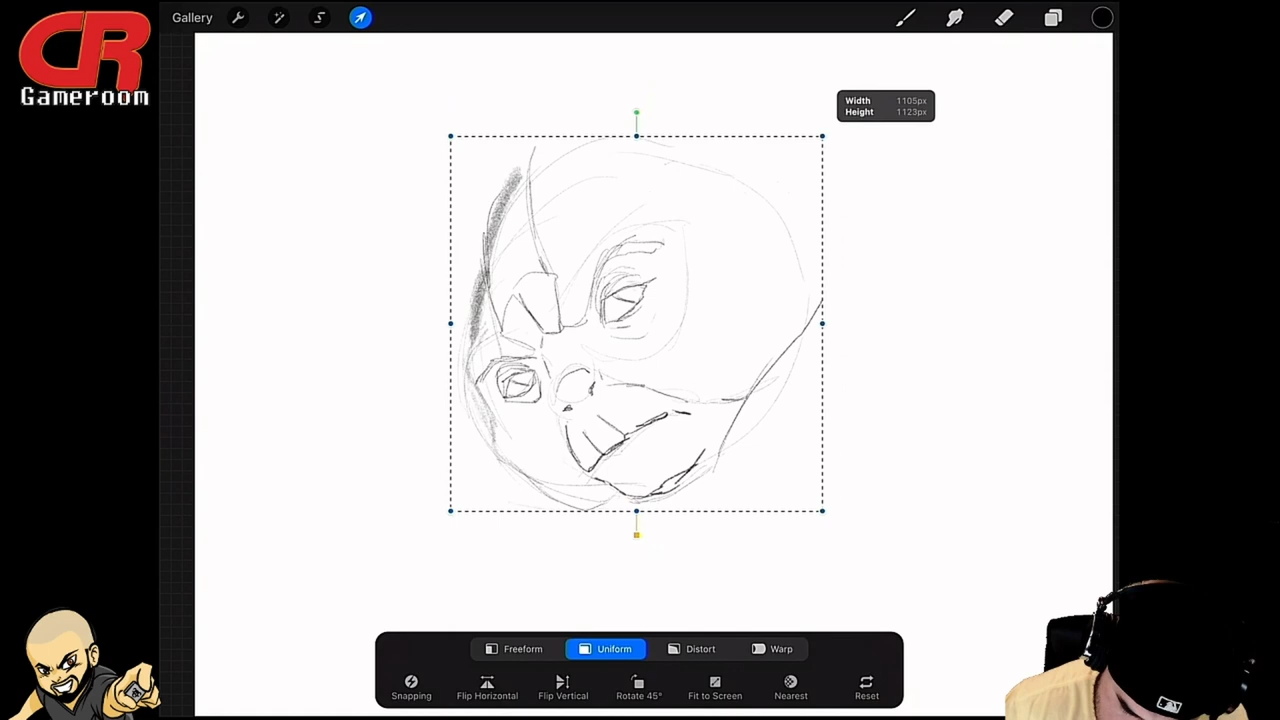 CR
Gameroom
Gallery
Width 1105px
Height 1123px
Freeform Uniform Distort Warp
Snapping Flip Horizontal Flip Vertical Rotate 45° Fit to Screen Nearest Reset